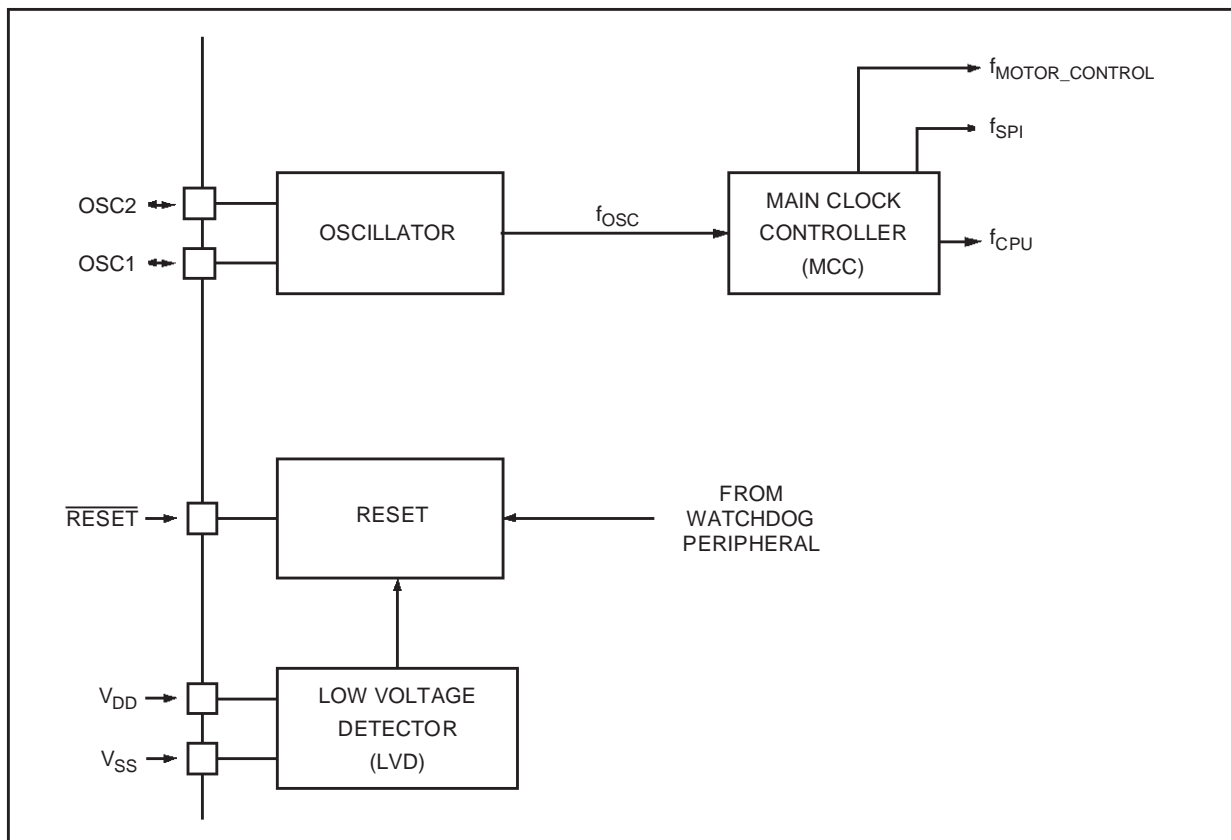 fMOTOR_CONTROL
fSPI
OSC2
OSC1
OSCILLATOR
fOSC
MAIN CLOCK
CONTROLLER
(MCC)
fCPU
RESET
RESET
FROM
WATCHDOG
PERIPHERAL
VDD
VSS
LOW VOLTAGE
DETECTOR
(LVD)